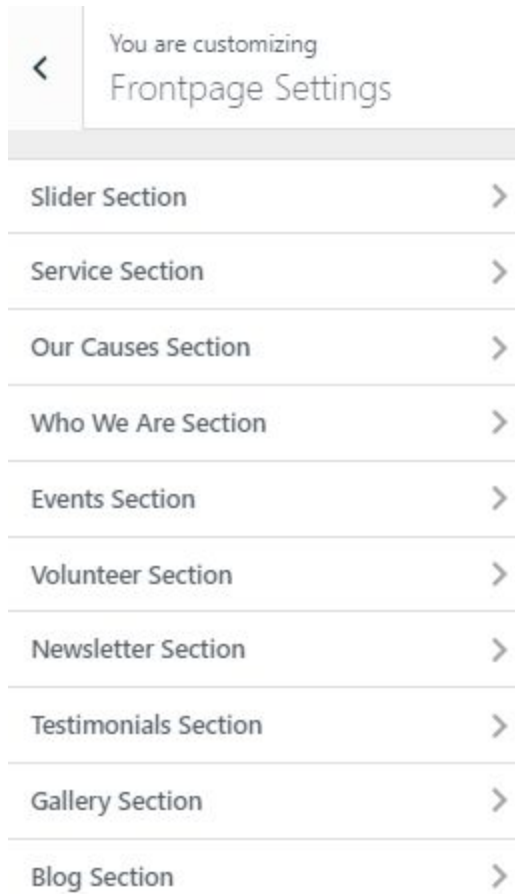 You are customizing
Frontpage Settings
Slider Section
Service Section
Our Causes Section
Who We Are Section
Events Section
Volunteer Section
Newsletter Section
Testimonials Section
Gallery Section
Blog Section